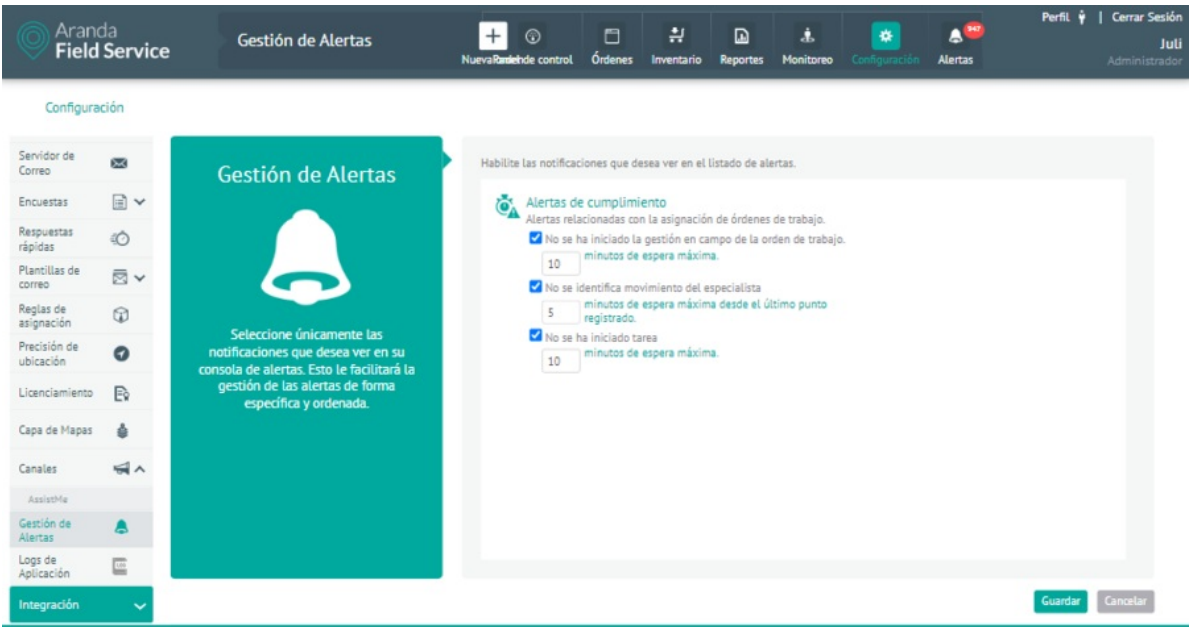 Aranda
Field Service
Gestión de Alertas
Perfil | Cerrar Sesión
Juli
Administrador
Nueva de control
Órdenes
Inventario
Reportes
Monitoreo
Configuración
Alertas
947
Configuración
Servidor de
Correo
Encuestas
Respuestas
rápidas
Plantillas de
correo
Reglas de
asignación
Precisión de
ubicación
Licenciamiento
Capa de Mapas
Canales
AssistMe
Gestión de
Alertas
Logs de
Aplicación
Integración
Gestión de Alertas
Seleccione únicamente las
notificaciones que desea ver en su
consola de alertas. Esto le facilitará la
gestión de las alertas de forma
específica y ordenada.
Habilite las notificaciones que desea ver en el listado de alertas.
Alertas de cumplimiento
Alertas relacionadas con la asignación de órdenes de trabajo.
No se ha iniciado la gestión en campo de la orden de trabajo.
10 minutos de espera máxima.
No se identifica movimiento del especialista
5 minutos de espera máxima desde el último punto
registrado.
No se ha iniciado tarea
10 minutos de espera máxima.
Guardar
Cancelar